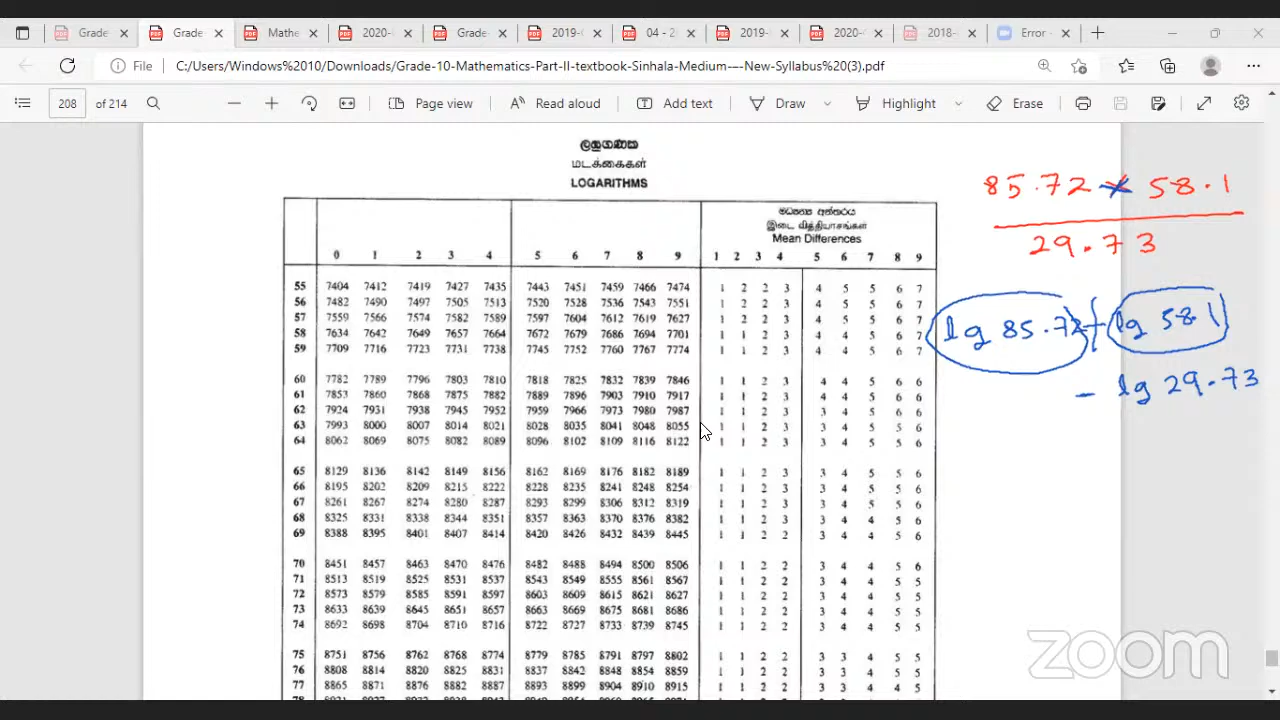 Grade
Grade
Mathe
2020-
Grade
2019-
04 - 2
2019-
2020-
2018-
Error -
File C:/Users/Windows%2010/Downloads/Grade-10-Mathematics-Part-II-textbook-Sinhala-Medium-–-New-Syllabus%20(3).pdf
208 of 214 Page view Read aloud Add text Draw Highlight Erase
ලඝුගණක
மடக்கைகள்
LOGARITHMS
85.72 × 58.1
29.73
lg 85.72 + lg 58.1
- lg 29.73
මධ්‍යන්‍ය අන්තරය
இடை வித்தியாசங்கள்
Mean Differences
0 1 2 3 4 5 6 7 8 9 1 2 3 4 5 6 7 8 9
55 7404 7412 7419 7427 7435 7443 7451 7459 7466 7474 1 2 2 3 4 5 5 6 7
56 7482 7490 7497 7505 7513 7520 7528 7536 7543 7551 1 2 2 3 4 5 5 6 7
57 7559 7566 7574 7582 7589 7597 7604 7612 7619 7627 1 2 2 3 4 5 5 6 7
58 7634 7642 7649 7657 7664 7672 7679 7686 7694 7701 1 1 2 3 4 4 5 6 7
59 7709 7716 7723 7731 7738 7745 7752 7760 7767 7774 1 1 2 3 4 4 5 6 7
60 7782 7789 7796 7803 7810 7818 7825 7832 7839 7846 1 1 2 3 4 4 5 6 6
61 7853 7860 7868 7875 7882 7889 7896 7903 7910 7917 1 1 2 3 4 4 5 6 6
62 7924 7931 7938 7945 7952 7959 7966 7973 7980 7987 1 1 2 3 3 4 5 6 6
63 7993 8000 8007 8014 8021 8028 8035 8041 8048 8055 1 1 2 3 3 4 5 5 6
64 8062 8069 8075 8082 8089 8096 8102 8109 8116 8122 1 1 2 3 3 4 5 5 6
65 8129 8136 8142 8149 8156 8162 8169 8176 8182 8189 1 1 2 3 3 4 5 5 6
66 8195 8202 8209 8215 8222 8228 8235 8241 8248 8254 1 1 2 3 3 4 5 5 6
67 8261 8267 8274 8280 8287 8293 8299 8306 8312 8319 1 1 2 3 3 4 5 5 6
68 8325 8331 8338 8344 8351 8357 8363 8370 8376 8382 1 1 2 3 3 4 4 5 6
69 8388 8395 8401 8407 8414 8420 8426 8432 8439 8445 1 1 2 2 3 4 4 5 6
70 8451 8457 8463 8470 8476 8482 8488 8494 8500 8506 1 1 2 2 3 4 4 5 6
71 8513 8519 8525 8531 8537 8543 8549 8555 8561 8567 1 1 2 2 3 4 4 5 5
72 8573 8579 8585 8591 8597 8603 8609 8615 8621 8627 1 1 2 2 3 4 4 5 5
73 8633 8639 8645 8651 8657 8663 8669 8675 8681 8686 1 1 2 2 3 4 4 5 5
74 8692 8698 8704 8710 8716 8722 8727 8733 8739 8745 1 1 2 2 3 4 4 5 5
75 8751 8756 8762 8768 8774 8779 8785 8791 8797 8802 1 1 2 2 3 3 4 5 5
76 8808 8814 8820 8825 8831 8837 8842 8848 8854 8859 1 1 2 2 3 3 4 5 5
77 8865 8871 8876 8882 8887 8893 8899 8904 8910 8915 1 1 2 2 3 3 4 4 5
zoom